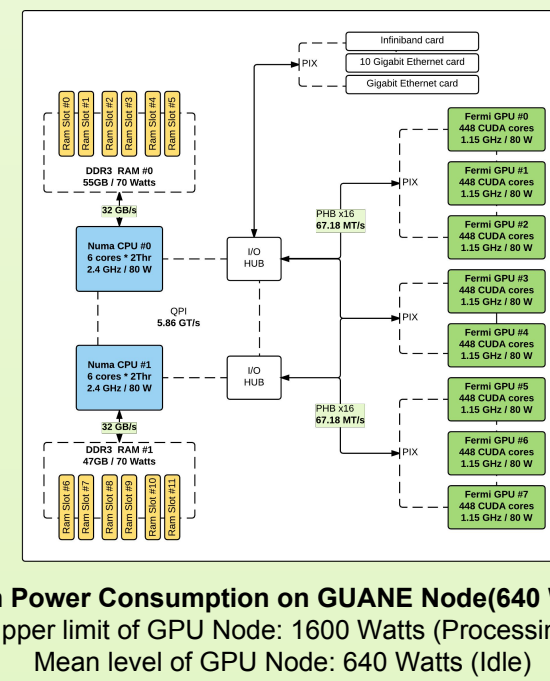 Infiniband card
PIX
10 Gigabit Ethernet card
Gigabit Ethernet card
Ram Slot #0
Ram Slot #1
Ram Slot #2
Ram Slot #3
Ram Slot #4
Ram Slot #5
DDR3 RAM #0
55GB / 70 Watts
32 GB/s
Numa CPU #0
6 cores * 2Thr
2.4 GHz / 80 W
I/O
HUB
QPI
5.86 GT/s
Numa CPU #1
6 cores * 2Thr
2.4 GHz / 80 W
I/O
HUB
32 GB/s
DDR3 RAM #1
47GB / 70 Watts
Ram Slot #6
Ram Slot #7
Ram Slot #8
Ram Slot #9
Ram Slot #10
Ram Slot #11
PHB x16
67.18 MT/s
PHB x16
67.18 MT/s
PIX
PIX
PIX
Fermi GPU #0
448 CUDA cores
1.15 GHz / 80 W
Fermi GPU #1
448 CUDA cores
1.15 GHz / 80 W
Fermi GPU #2
448 CUDA cores
1.15 GHz / 80 W
Fermi GPU #3
448 CUDA cores
1.15 GHz / 80 W
Fermi GPU #4
448 CUDA cores
1.15 GHz / 80 W
Fermi GPU #5
448 CUDA cores
1.15 GHz / 80 W
Fermi GPU #6
448 CUDA cores
1.15 GHz / 80 W
Fermi GPU #7
448 CUDA cores
1.15 GHz / 80 W
Power Consumption on GUANE Node(640
limit of GPU Node: 1600 Watts
Mean level of GPU Node: 640 Watts (Idle)